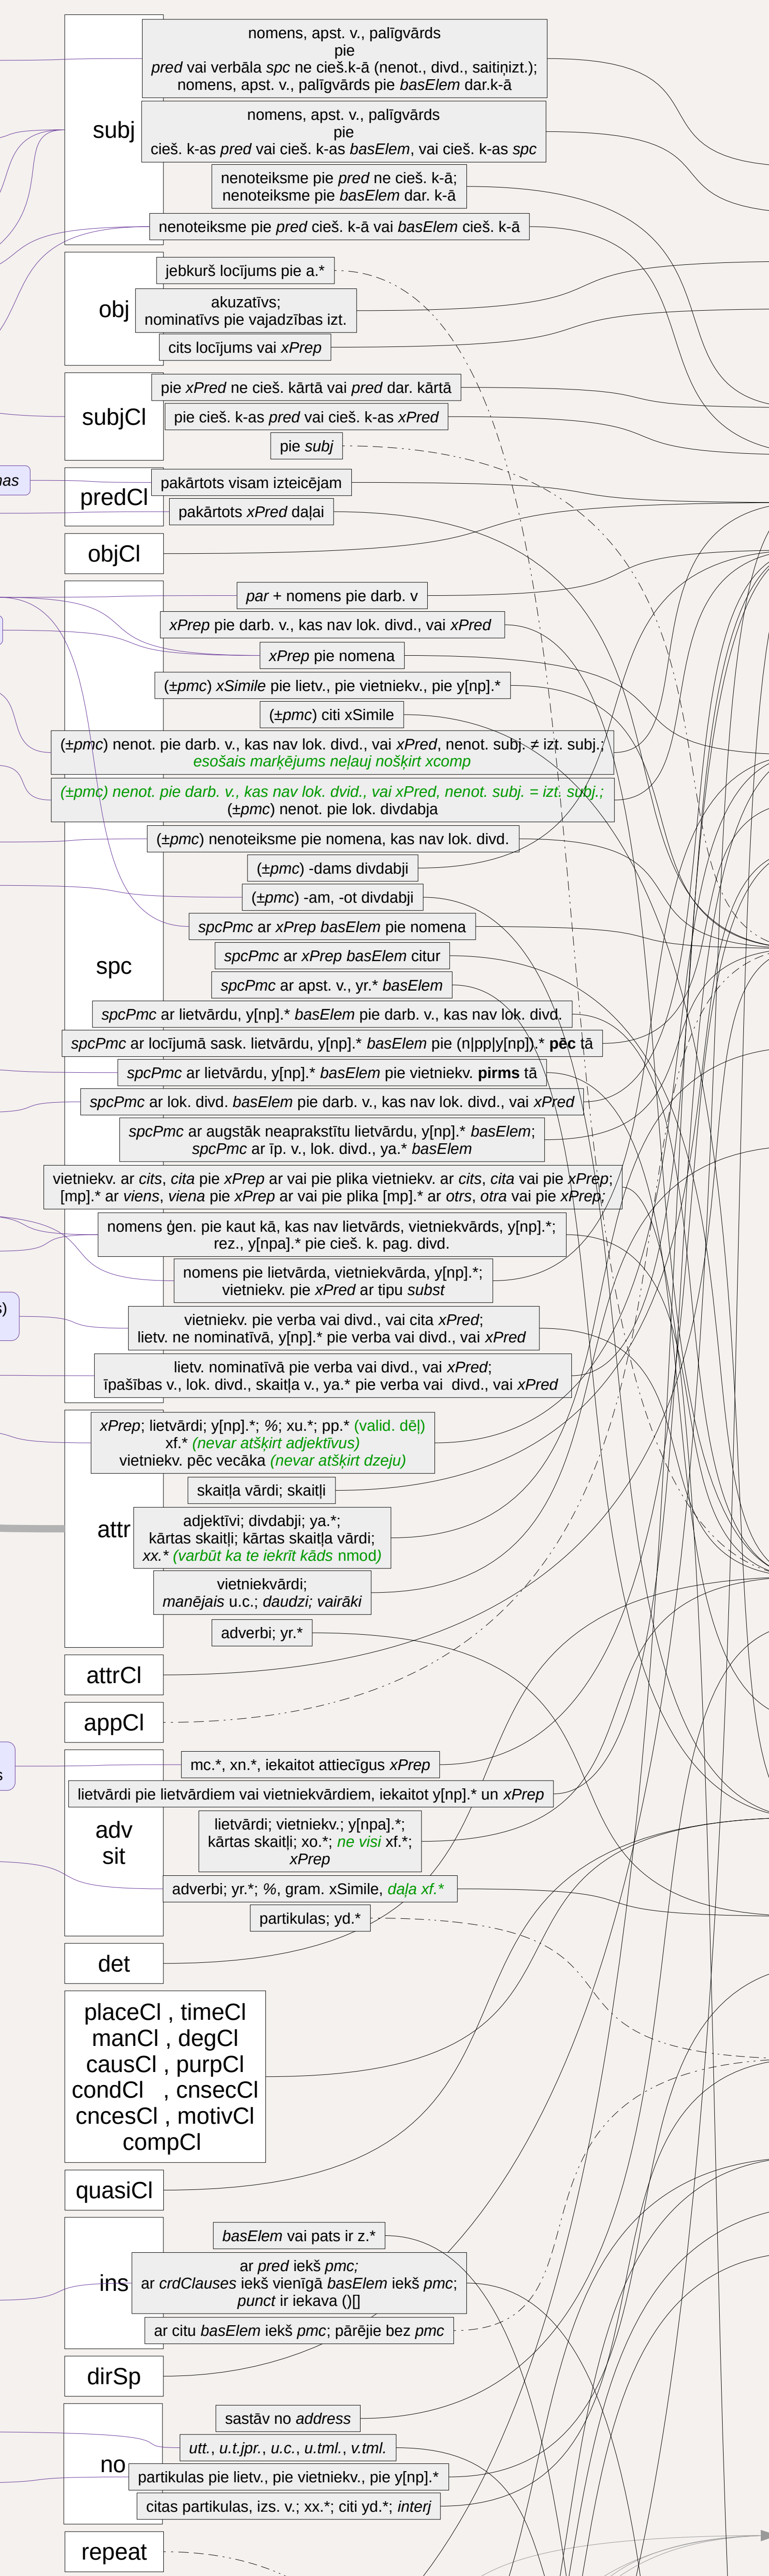 nomens, apst. v., palīgvārds
pie
pred vai verbāla spc ne cieš.k-ā (nenot., divd., saitiņizt.);
nomens, apst. v., palīgvārds pie basElem dar.k-ā
subj
nomens, apst. v., palīgvārds
pie
cieš. k-as pred vai cieš. k-as basElem, vai cieš. k-as spc
nenoteiksme pie pred ne cieš. k-ā;
nenoteiksme pie basElem dar. k-ā
nenoteiksme pie pred cieš. k-ā vai basElem cieš. k-ā
jebkurš locījums pie a.*
obj
akuzatīvs;
nominatīvs pie vajadzības izt.
cits locījums vai xPrep
pie xPred ne cieš. kārtā vai pred dar. kārtā
subjCl
pie cieš. k-as pred vai cieš. k-as xPred
pie subj
nas
predCl
pakārtots visam izteicējam
pakārtots xPred daļai
objCl
par + nomens pie darb. v
xPrep pie darb. v., kas nav lok. divd., vai xPred
xPrep pie nomena
(±pmc) xSimile pie lietv., pie vietniekv., pie y[np].*
(±pmc) citi xSimile
(±pmc) nenot. pie darb. v., kas nav lok. divd., vai xPred, nenot. subj. ≠ izt. subj.;
esošais marķējums neļauj nošķirt xcomp
(±pmc) nenot. pie darb. v., kas nav lok. dvid., vai xPred, nenot. subj. = izt. subj.;
(±pmc) nenot. pie lok. divdabja
(±pmc) nenoteiksme pie nomena, kas nav lok. divd.
(±pmc) -dams divdabji
(±pmc) -am, -ot divdabji
spcPmc ar xPrep basElem pie nomena
spc
spcPmc ar xPrep basElem citur
spcPmc ar apst. v., yr.* basElem
spcPmc ar lietvārdu, y[np].* basElem pie darb. v., kas nav lok. divd.
spcPmc ar locījumā sask. lietvārdu, y[np].* basElem pie (n|pp|y[np]).* pēc tā
spcPmc ar lietvārdu, y[np].* basElem pie vietniekv. pirms tā
spcPmc ar lok. divd. basElem pie darb. v., kas nav lok. divd., vai xPred
spcPmc ar augstāk neaprakstītu lietvārdu, y[np].* basElem;
spcPmc ar īp. v., lok. divd., ya.* basElem
vietniekv. ar cits, cita pie xPrep ar vai pie plika vietniekv. ar cits, cita vai pie xPrep;
[mp].* ar viens, viena pie xPrep ar vai pie plika [mp].* ar otrs, otra vai pie xPrep;
nomens ģen. pie kaut kā, kas nav lietvārds, vietniekvārds, y[np].*;
rez., y[npa].* pie cieš. k. pag. divd.
nomens pie lietvārda, vietniekvārda, y[np].*;
vietniekv. pie xPred ar tipu subst
s)
vietniekv. pie verba vai divd., vai cita xPred;
lietv. ne nominatīvā, y[np].* pie verba vai divd., vai xPred
lietv. nominatīvā pie verba vai divd., vai xPred;
īpašības v., lok. divd., skaitļa v., ya.* pie verba vai divd., vai xPred
xPrep; lietvārdi; y[np].*; %; xu.*; pp.* (valid. dēļ)
xf.* (nevar atšķirt adjektīvus)
vietniekv. pēc vecāka (nevar atšķirt dzeju)
skaitļa vārdi; skaitļi
attr
adjektīvi; divdabji; ya.*;
kārtas skaitļi; kārtas skaitļa vārdi;
xx.* (varbūt ka te iekrīt kāds nmod)
vietniekvārdi;
manējais u.c.; daudzi; vairāki
adverbi; yr.*
attrCl
appCl
s
mc.*, xn.*, iekaitot attiecīgus xPrep
lietvārdi pie lietvārdiem vai vietniekvārdiem, iekaitot y[np].* un xPrep
adv
sit
lietvārdi; vietniekv.; y[npa].*;
kārtas skaitļi; xo.*; ne visi xf.*;
xPrep
adverbi; yr.*; %, gram. xSimile, daļa xf.*
partikulas; yd.*
det
placeCl , timeCl
manCl , degCl
causCl , purpCl
condCl , cnsecCl
cncesCl , motivCl
compCl
quasiCl
basElem vai pats ir z.*
ins
ar pred iekš pmc;
ar crdClauses iekš vienīgā basElem iekš pmc;
punct ir iekava ()[]
ar citu basElem iekš pmc; pārējie bez pmc
dirSp
sastāv no address
utt., u.t.jpr., u.c., u.tml., v.tml.
no
partikulas pie lietv., pie vietniekv., pie y[np].*
citas partikulas, izs. v.; xx.*; citi yd.*; interj
repeat